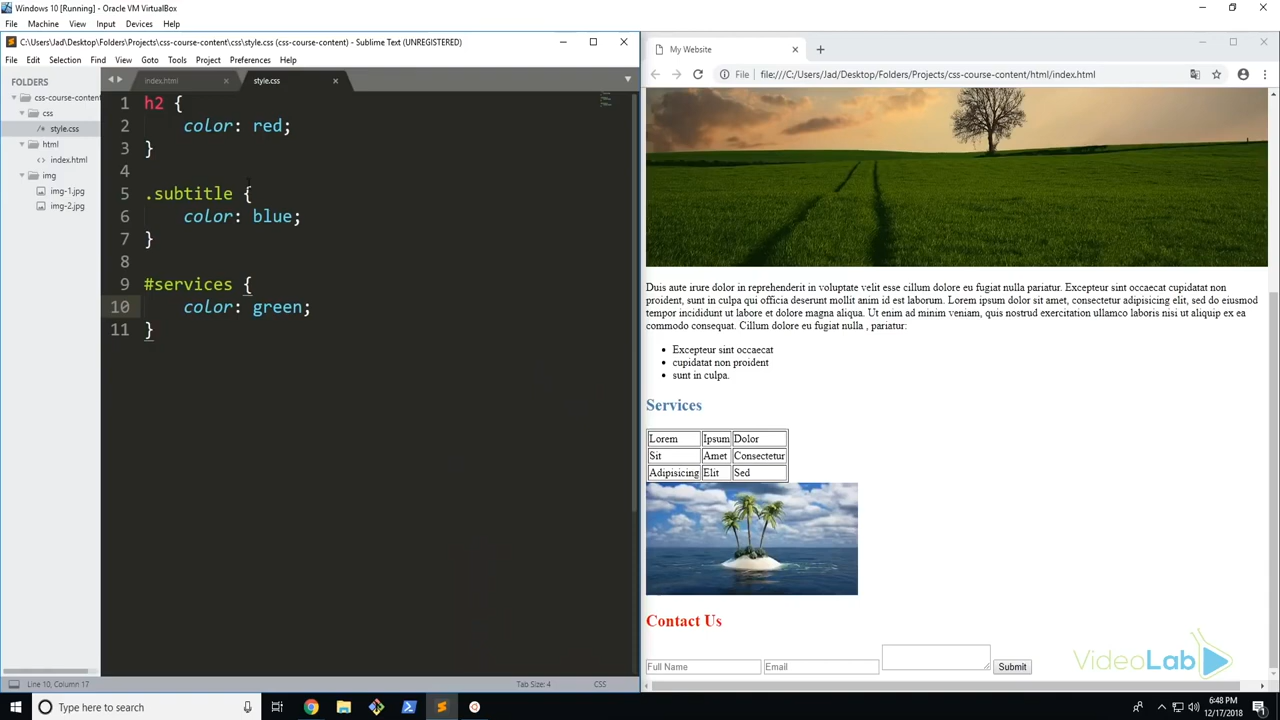 Windows 10 [Running] - Oracle VM VirtualBox
File Machine View Input Devices Help
C:\Users\Jad\Desktop\Folders\Projects\css-course-content\css\style.css (css-course-content) - Sublime Text (UNREGISTERED)
File Edit Selection Find View Goto Tools Project Preferences Help
FOLDERS
css-course-content
css
style.css
html
index.html
img
img-1.jpg
img-2.jpg
index.html
style.css
1 h2 {
2 color: red;
3 }
4
5 .subtitle {
6 color: blue;
7 }
8
9 #services {
10 color: green;
11 }
Line 10, Column 17
Tab Size: 4
CSS
My Website
File file:///C:/Users/Jad/Desktop/Folders/Projects/css-course-content/html/index.html
Duis aute irure dolor in reprehenderit in voluptate velit esse cillum dolore eu fugiat nulla pariatur. Excepteur sint occaecat cupidatat non
proident, sunt in culpa qui officia deserunt mollit anim id est laborum. Lorem ipsum dolor sit amet, consectetur adipisicing elit, sed do eiusmod
tempor incididunt ut labore et dolore magna aliqua. Ut enim ad minim veniam, quis nostrud exercitation ullamco laboris nisi ut aliquip ex ea
commodo consequat. Cillum dolore eu fugiat nulla , pariatur:
Excepteur sint occaecat
cupidatat non proident
sunt in culpa.
Services
Lorem Ipsum Dolor
Sit Amet Consectetur
Adipisicing Elit Sed
Contact Us
Full Name Email Submit
VideoLab
Type here to search
6:48 PM
12/17/2018
1